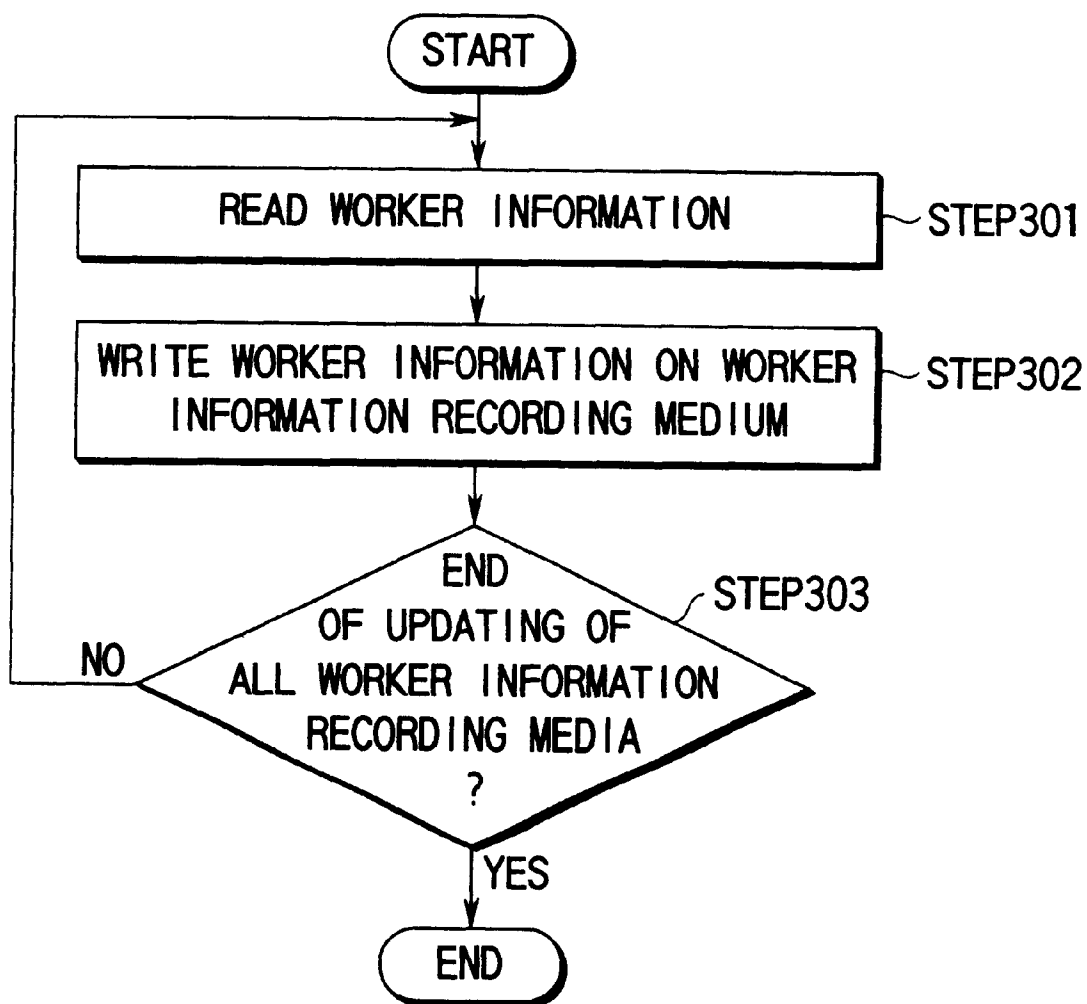 START
READ WORKER INFORMATION
STEP301
WRITE WORKER INFORMATION ON WORKER
INFORMATION RECORDING MEDIUM
STEP302
END
OF UPDATING OF
ALL WORKER INFORMATION
RECORDING MEDIA
?
STEP303
NO
YES
END